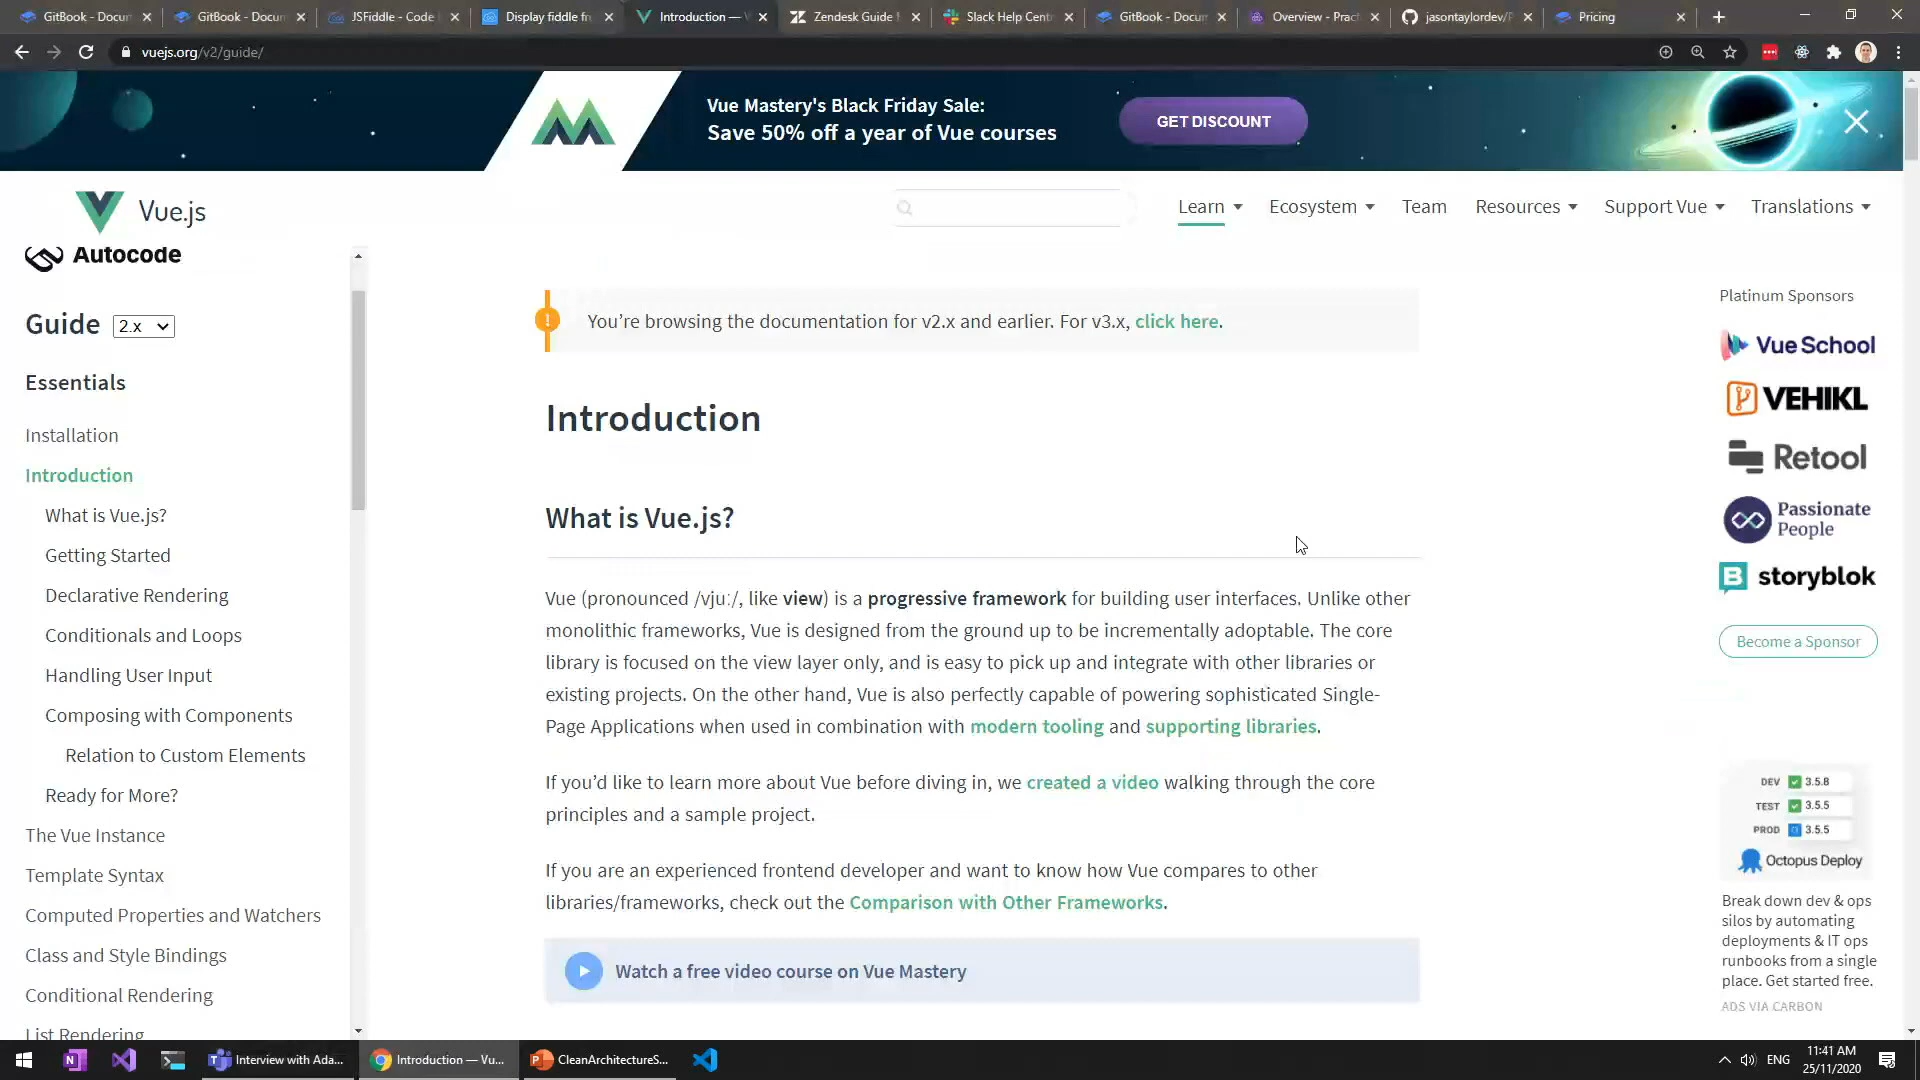 GitBook - Docum
GitBook - Docun
JSFiddle - Code
Display fiddle fr
Introduction —
Zendesk Guide
Slack Help Cent
GitBook - Docun
Overview - Pract
jasontaylordev/
Pricing
vuejs.org/v2/guide/
Vue Mastery's Black Friday Sale:
Save 50% off a year of Vue courses
GET DISCOUNT
Vue.js
Learn
Ecosystem
Team
Resources
Support Vue
Translations
Autocode
Guide 2.x
Essentials
Installation
Introduction
What is Vue.js?
Getting Started
Declarative Rendering
Conditionals and Loops
Handling User Input
Composing with Components
Relation to Custom Elements
Ready for More?
The Vue Instance
Template Syntax
Computed Properties and Watchers
Class and Style Bindings
Conditional Rendering
List Rendering
You’re browsing the documentation for v2.x and earlier. For v3.x, click here.
Introduction
What is Vue.js?
Vue (pronounced /vjuː/, like view) is a progressive framework for building user interfaces. Unlike other
monolithic frameworks, Vue is designed from the ground up to be incrementally adoptable. The core
library is focused on the view layer only, and is easy to pick up and integrate with other libraries or
existing projects. On the other hand, Vue is also perfectly capable of powering sophisticated Single-
Page Applications when used in combination with modern tooling and supporting libraries.
If you’d like to learn more about Vue before diving in, we created a video walking through the core
principles and a sample project.
If you are an experienced frontend developer and want to know how Vue compares to other
libraries/frameworks, check out the Comparison with Other Frameworks.
Watch a free video course on Vue Mastery
Platinum Sponsors
Vue School
VEHIKL
Retool
Passionate
People
storyblok
Become a Sponsor
DEV 3.5.8
TEST 3.5.5
PROD 3.5.5
Octopus Deploy
Break down dev & ops
silos by automating
deployments & IT ops
runbooks from a single
place. Get started free.
ADS VIA CARBON
Interview with Ada...
Introduction — Vu...
CleanArchitectureS...
ENG
11:41 AM
25/11/2020